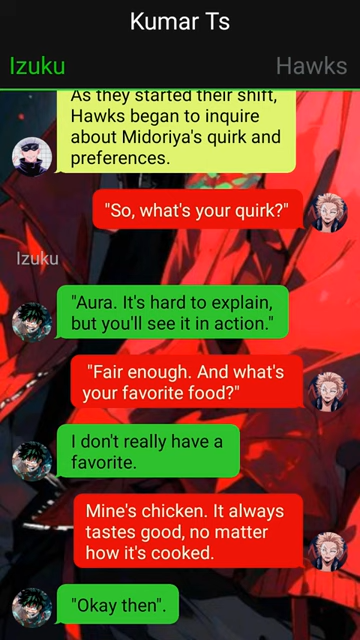 Kumar Ts
Izuku Hawks
As they started their shift,
Hawks began to inquire
about Midoriya's quirk and
preferences.
"So, what's your quirk?"
Izuku
"Aura. It's hard to explain,
but you'll see it in action."
"Fair enough. And what's
your favorite food?"
I don't really have a
favorite.
Mine's chicken. It always
tastes good, no matter
how it's cooked.
"Okay then".